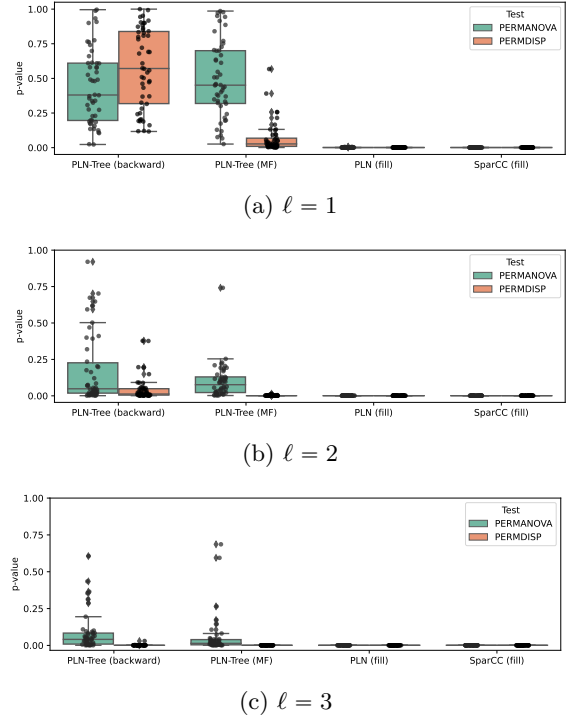 1.00
0.75
0.50
0.25
0.00
p-value
PLN-Tree (backward) PLN-Tree (MF) PLN (fill) SparCC (fill)
Test
PERMANOVA
PERMDISP
(a) ℓ = 1
1.00
0.75
0.50
0.25
0.00
p-value
PLN-Tree (backward) PLN-Tree (MF) PLN (fill) SparCC (fill)
Test
PERMANOVA
PERMDISP
(b) ℓ = 2
1.00
0.75
0.50
0.25
0.00
p-value
PLN-Tree (backward) PLN-Tree (MF) PLN (fill) SparCC (fill)
Test
PERMANOVA
PERMDISP
(c) ℓ = 3